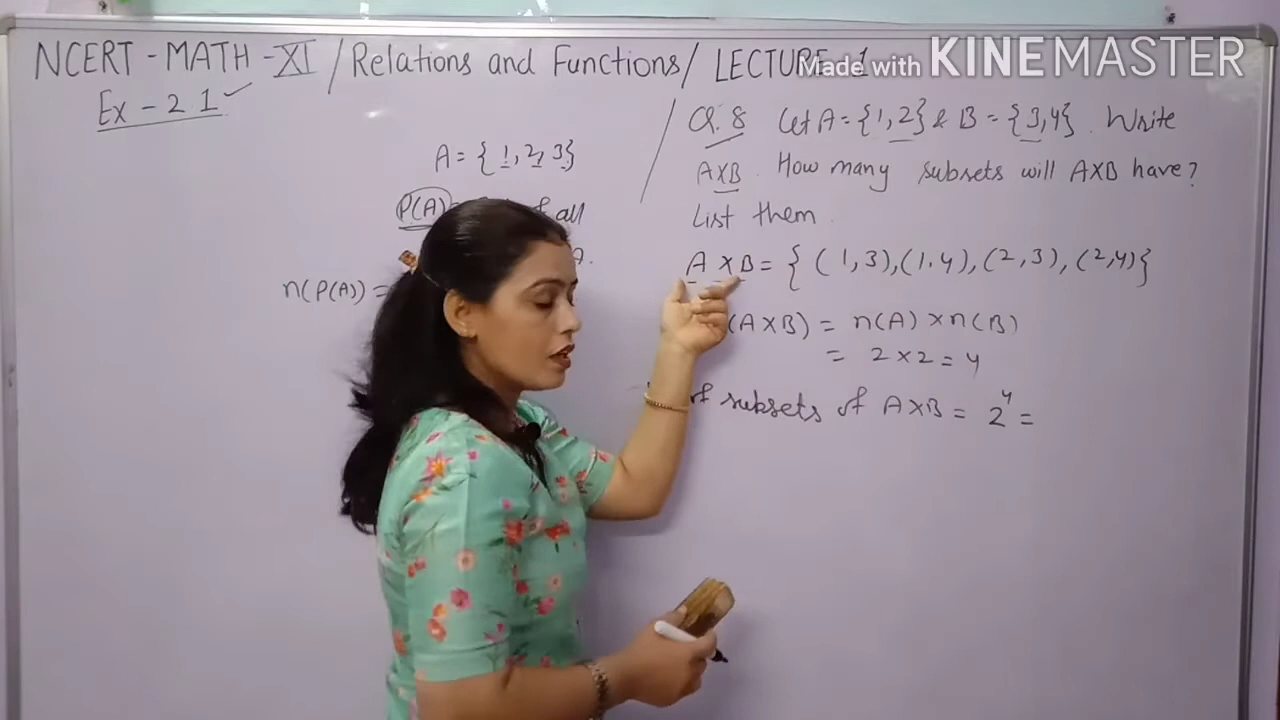 NCERT - MATH - XI / Relations and Functions / LECTURE 1
Made with KINEMASTER
Ex - 2 1 ✓
A = { 1, 2, 3}
P(A)
all
A.
n(P(A)) =
Q. 8 Let A = {1, 2} & B = {3, 4}. Write
A×B. How many subsets will A×B have?
List them.
A × B = { (1, 3), (1, 4), (2, 3), (2, 4)}
(A×B) = n(A) × n(B)
= 2 × 2 = 4
of subsets of A×B = 2⁴ =